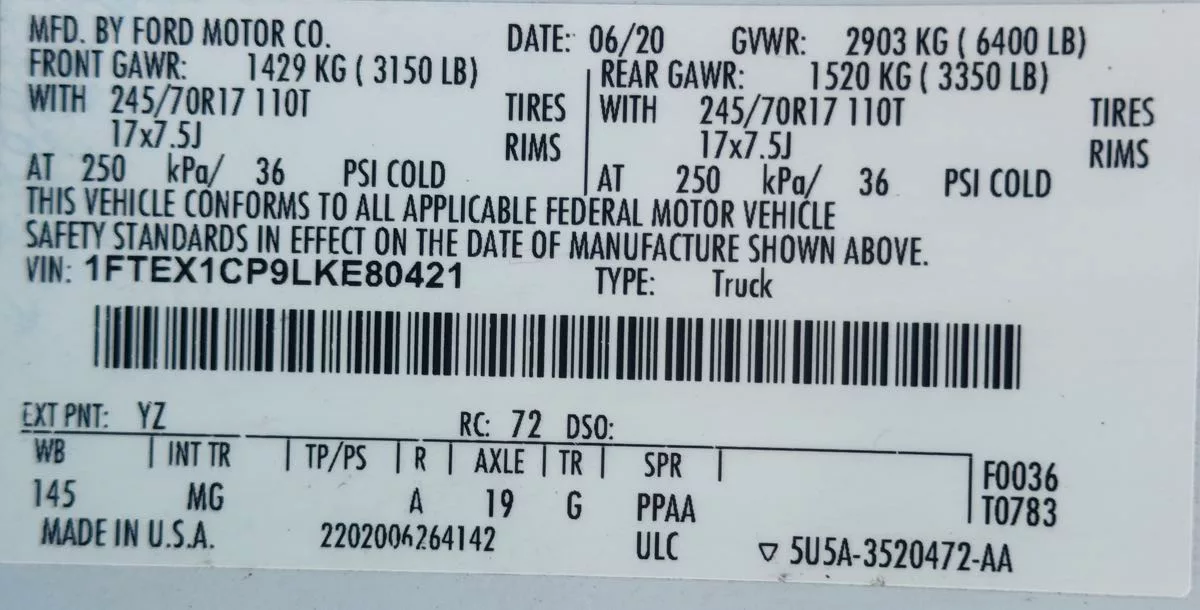 MFD. BY FORD MOTOR CO. DATE: 06/20 GVWR: 2903 KG ( 6400 LB)
FRONT GAWR: 1429 KG ( 3150 LB) REAR GAWR: 1520 KG ( 3350 LB)
WITH 245/70R17 110T TIRES WITH 245/70R17 110T TIRES
17x7.5J RIMS 17x7.5J RIMS
AT 250 kPa/ 36 PSI COLD AT 250 kPa/ 36 PSI COLD
THIS VEHICLE CONFORMS TO ALL APPLICABLE FEDERAL MOTOR VEHICLE
SAFETY STANDARDS IN EFFECT ON THE DATE OF MANUFACTURE SHOWN ABOVE.
VIN: 1FTEX1CP9LKE80421 TYPE: Truck
EXT PNT: YZ RC: 72 DSO:
WB INT TR TP/PS R AXLE TR SPR F0036
145 MG A 19 G PPAA T0783
MADE IN U.S.A. 2202006264142 ULC ▽ 5U5A-3520472-AA